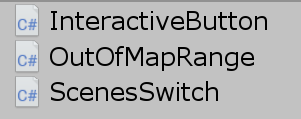 C# InteractiveButton
C# OutOfMapRange
C# ScenesSwitch